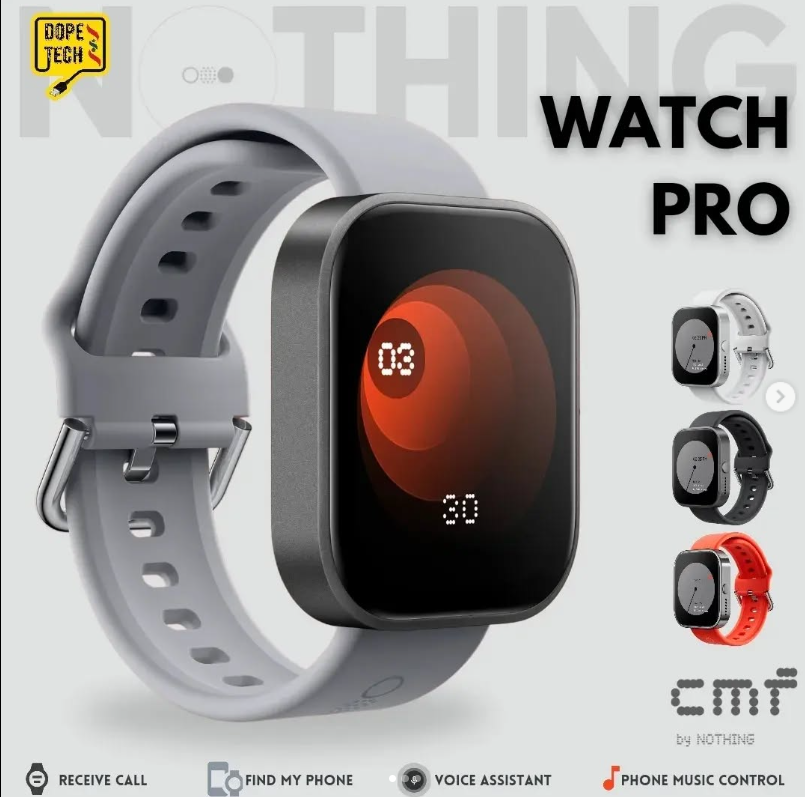 DOPE
TECH
NOTHING
WATCH
PRO
03
30
cmf
by NOTHING
RECEIVE CALL
FIND MY PHONE
VOICE ASSISTANT
PHONE MUSIC CONTROL